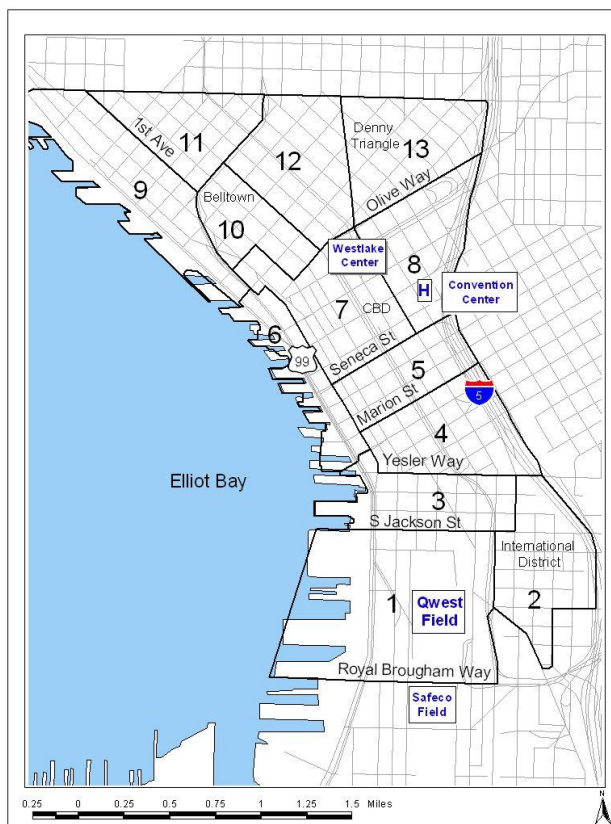 Denny
Triangle
1st Ave
11
12
13
9
Belltown
10
Olive Way
Westlake
Center
8
H
Convention
Center
7
CBD
6
99
Seneca St
5
Marion St
5
4
Yesler Way
Elliot Bay
3
S Jackson St
International
District
1
Qwest
Field
2
Royal Brougham Way
Safeco
Field
0.25 0 0.25 0.5 0.75 1 1.5 Miles
N